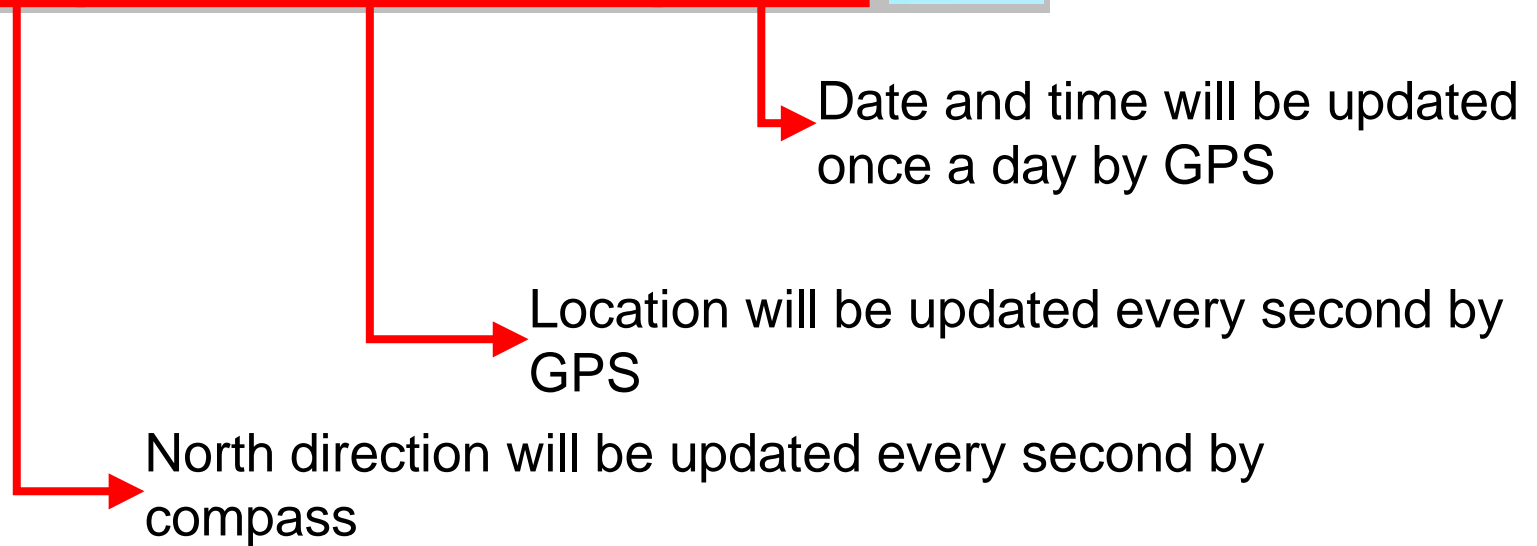 Date and time will be updated
once a day by GPS
Location will be updated every second by
GPS
North direction will be updated every second by
compass